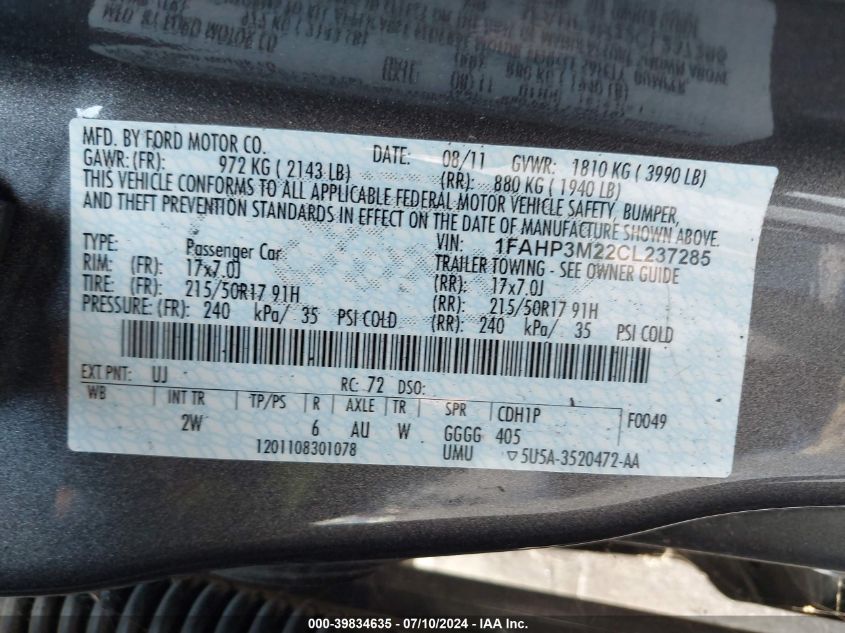 MFD. BY FORD MOTOR CO. DATE: 08/11 GVWR: 1810 KG ( 3990 LB)
GAWR: (FR): 972 KG ( 2143 LB) (RR): 880 KG ( 1940 LB)
THIS VEHICLE CONFORMS TO ALL APPLICABLE FEDERAL MOTOR VEHICLE SAFETY, BUMPER,
AND THEFT PREVENTION STANDARDS IN EFFECT ON THE DATE OF MANUFACTURE SHOWN ABOVE.
VIN: 1FAHP3M22CL237285
TYPE: Passenger Car TRAILER TOWING - SEE OWNER GUIDE
RIM: (FR): 17x7.0J (RR): 17x7.0J
TIRE: (FR): 215/50R17 91H (RR): 215/50R17 91H
PRESSURE: (FR): 240 kPa/ 35 PSI COLD (RR): 240 kPa/ 35 PSI COLD
EXT PNT: UJ RC: 72 DSO:
WB INT TR TP/PS R AXLE TR SPR CDH1P F0049
2W 6 AU W GGGG 405
1201108301078 UMU ▽5U5A-3520472-AA
000-39834635 - 07/10/2024 - IAA Inc.